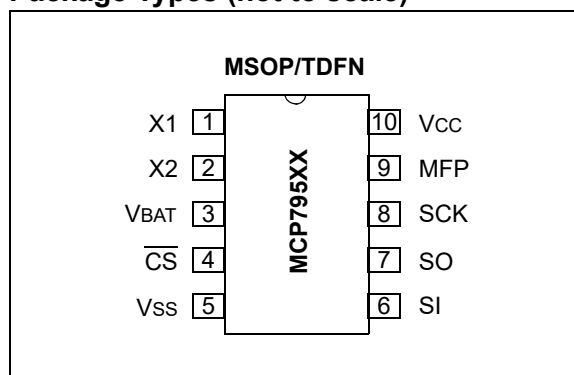 Package Types (not to scale)
MSOP/TDFN
X1 1 10 VCC
X2 2 9 MFP
VBAT 3 8 SCK
CS 4 7 SO
VSS 5 6 SI
MCP795XX